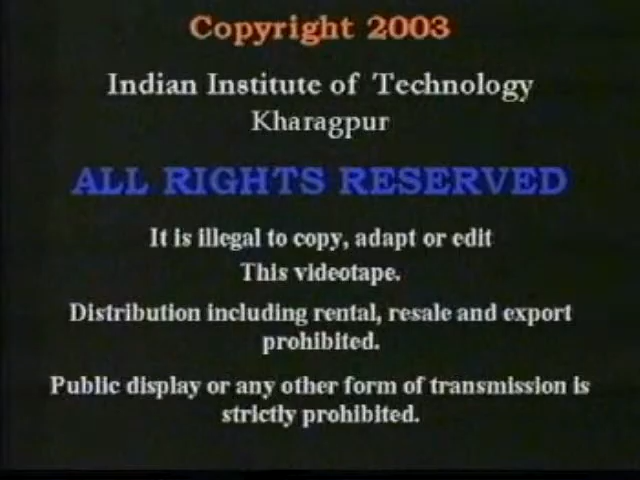 Copyright 2003
Indian Institute of Technology
Kharagpur
ALL RIGHTS RESERVED
It is illegal to copy, adapt or edit
This videotape.
Distribution including rental, resale and export
prohibited.
Public display or any other form of transmission is
strictly prohibited.